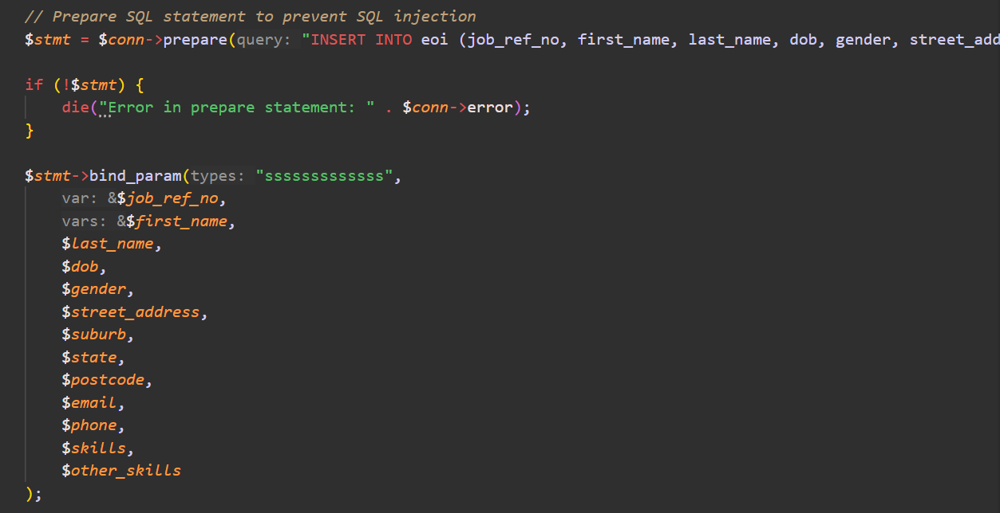 // Prepare SQL statement to prevent SQL injection
$stmt = $conn->prepare(query: "INSERT INTO eoi (job_ref_no, first_name, last_name, dob, gender, street_add
if (!$stmt) {
die("Error in prepare statement: " . $conn->error);
}
$stmt->bind_param(types: "sssssssssssss",
var: &$job_ref_no,
vars: &$first_name,
$last_name,
$dob,
$gender,
$street_address,
$suburb,
$state,
$postcode,
$email,
$phone,
$skills,
$other_skills
);